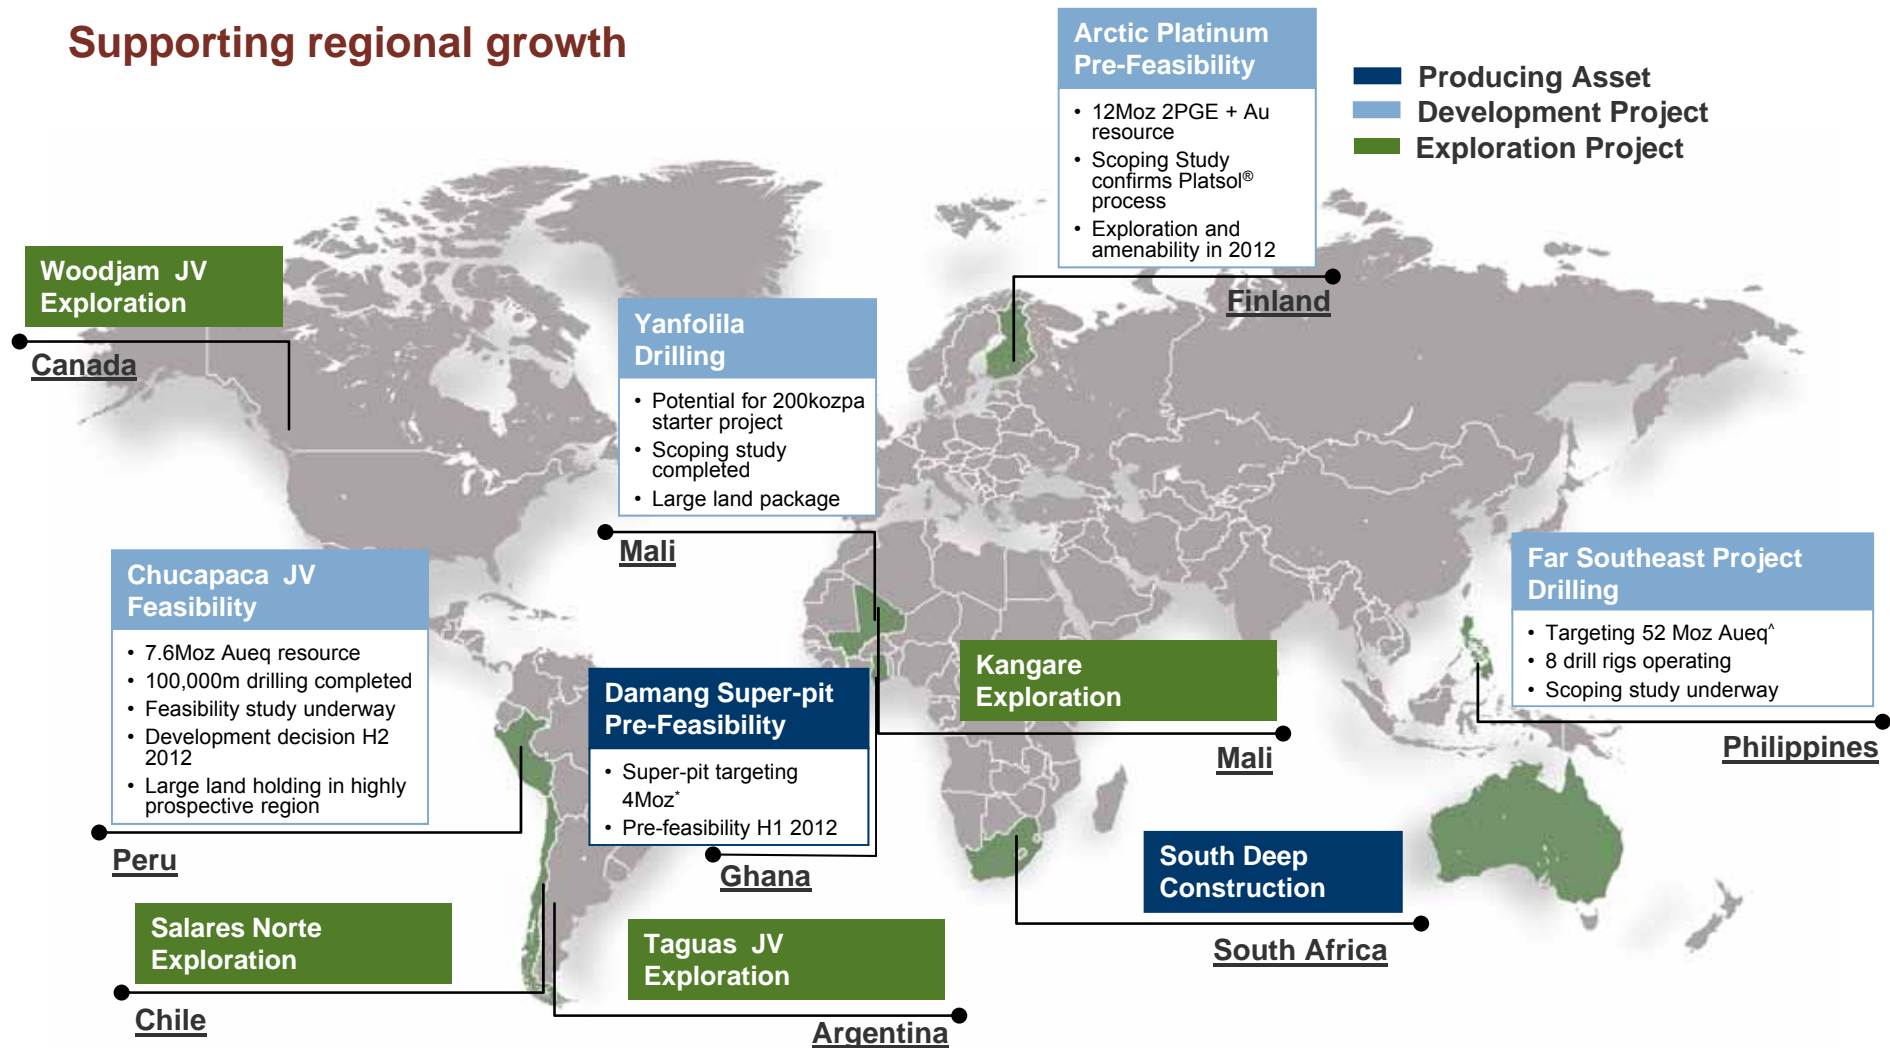 Supporting regional growth
Arctic Platinum
Pre-Feasibility
• 12Moz 2PGE + Au
resource
• Scoping Study
confirms Platsol®
process
• Exploration and
amenability in 2012
Finland
Producing Asset
Development Project
Exploration Project
Woodjam JV
Exploration
Canada
Yanfolila
Drilling
• Potential for 200kozpa
starter project
• Scoping study
completed
• Large land package
Mali
Chucapaca JV
Feasibility
• 7.6Moz Aueq resource
• 100,000m drilling completed
• Feasibility study underway
• Development decision H2
2012
• Large land holding in highly
prospective region
Peru
Damang Super-pit
Pre-Feasibility
• Super-pit targeting
4Moz*
• Pre-feasibility H1 2012
Ghana
Kangare
Exploration
Mali
Far Southeast Project
Drilling
• Targeting 52 Moz Aueq^
• 8 drill rigs operating
• Scoping study underway
Philippines
South Deep
Construction
South Africa
Salares Norte
Exploration
Chile
Taguas JV
Exploration
Argentina